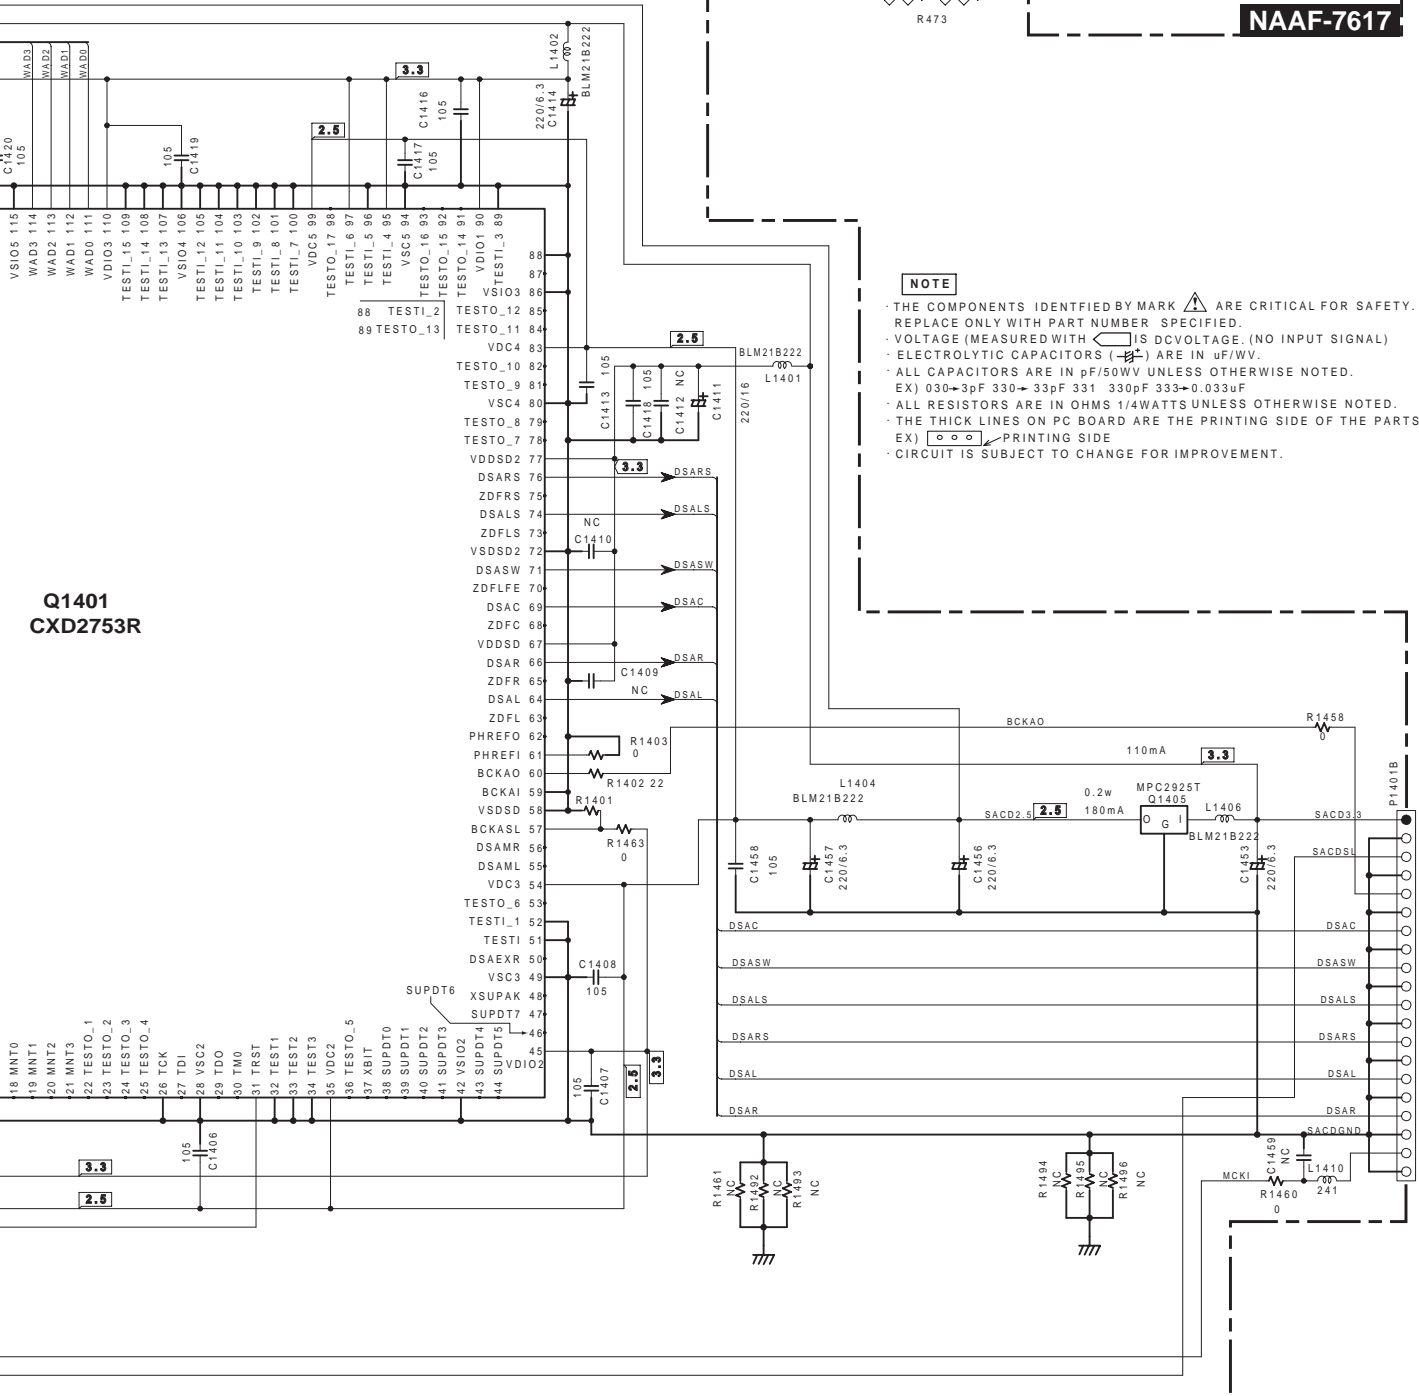 R473
NAAF-7617
WAD3
WAD2
WAD1
WAD0
L1402
BLM21B222
3.3
C1416
105
220/6.3
C1414
2.5
C1420
105
105
C1419
C1417
105
VSIO5 115
WAD3 114
WAD2 113
WAD1 112
WAD0 111
VDIO3 110
TESTI_15 109
TESTI_14 108
TESTI_13 107
VSIO4 106
TESTI_12 105
TESTI_11 104
TESTI_10 103
TESTI_9 102
TESTI_8 101
TESTI_7 100
VDC5 99
TESTO_17 98
TESTI_6 97
TESTI_5 96
TESTI_4 95
VSC5 94
TESTO_16 93
TESTO_15 92
TESTO_14 91
VDIO1 90
TESTI_3 89
88
87
VSIO3 86
88 TESTI_2
89 TESTO_13
TESTO_12 85
TESTO_11 84
VDC4 83
TESTO_10 82
TESTO_9 81
VSC4 80
TESTO_8 79
TESTO_7 78
VDDSD2 77
DSARS 76
ZDFRS 75
DSALS 74
ZDFLS 73
VSDSD2 72
DSASW 71
ZDFLFE 70
DSAC 69
ZDFC 68
VDDSD 67
DSAR 66
ZDFR 65
DSAL 64
ZDFL 63
PHREFO 62
PHREFI 61
BCKAO 60
BCKAI 59
VSDSD 58
BCKASL 57
DSAMR 56
DSAML 55
VDC3 54
TESTO_6 53
TESTI_1 52
TESTI 51
DSAEXR 50
VSC3 49
XSUPAK 48
SUPDT7 47
SUPDT6
46
45
VDIO2
Q1401
CXD2753R
NOTE
· THE COMPONENTS IDENTFIED BY MARK ⚠ ARE CRITICAL FOR SAFETY.
REPLACE ONLY WITH PART NUMBER SPECIFIED.
· VOLTAGE (MEASURED WITH IS DCVOLTAGE. (NO INPUT SIGNAL)
· ELECTROLYTIC CAPACITORS ( ) ARE IN uF/WV.
· ALL CAPACITORS ARE IN pF/50WV UNLESS OTHERWISE NOTED.
EX) 030→3pF 330→ 33pF 331 330pF 333→0.033uF
· ALL RESISTORS ARE IN OHMS 1/4WATTS UNLESS OTHERWISE NOTED.
· THE THICK LINES ON PC BOARD ARE THE PRINTING SIDE OF THE PARTS
EX) PRINTING SIDE
· CIRCUIT IS SUBJECT TO CHANGE FOR IMPROVEMENT.
2.5
BLM21B222
L1401
C1413 105
C1418 105
C1412 NC
C1411
220/16
3.3
DSARS
DSALS
NC
C1410
DSASW
DSAC
DSAR
C1409
NC
DSAL
R1403
0
R1402 22
R1401
R1463
0
BCKAO
R1458
0
110mA
3.3
L1404
BLM21B222
SACD2.5
2.5
0.2w
180mA
MPC2925T
Q1405
O G I
L1406
BLM21B222
P1401B
C1458
105
C1457
220/6.3
C1456
220/6.3
C1453
220/6.3
SACD3.3
SACDSL
DSAC
DSAC
DSASW
DSASW
DSALS
DSALS
DSARS
DSARS
DSAL
DSAL
DSAR
DSAR
SACDGND
C1408
105
105
C1407
2.5
3.3
18 MNT0
19 MNT1
20 MNT2
21 MNT3
22 TESTO_1
23 TESTO_2
24 TESTO_3
25 TESTO_4
26 TCK
27 TDI
28 VSC2
29 TDO
30 TM0
31 TRST
32 TEST1
33 TEST2
34 TEST3
35 VDC2
36 TESTO_5
37 XBIT
38 SUPDT0
39 SUPDT1
40 SUPDT2
41 SUPDT3
42 VSIO2
43 SUPDT4
44 SUPDT5
105
C1406
3.3
2.5
R1461
NC
R1492
NC
R1493
NC
R1494
NC
R1495
NC
R1496
NC
C1459
NC
MCKI
R1460
0
L1410
241